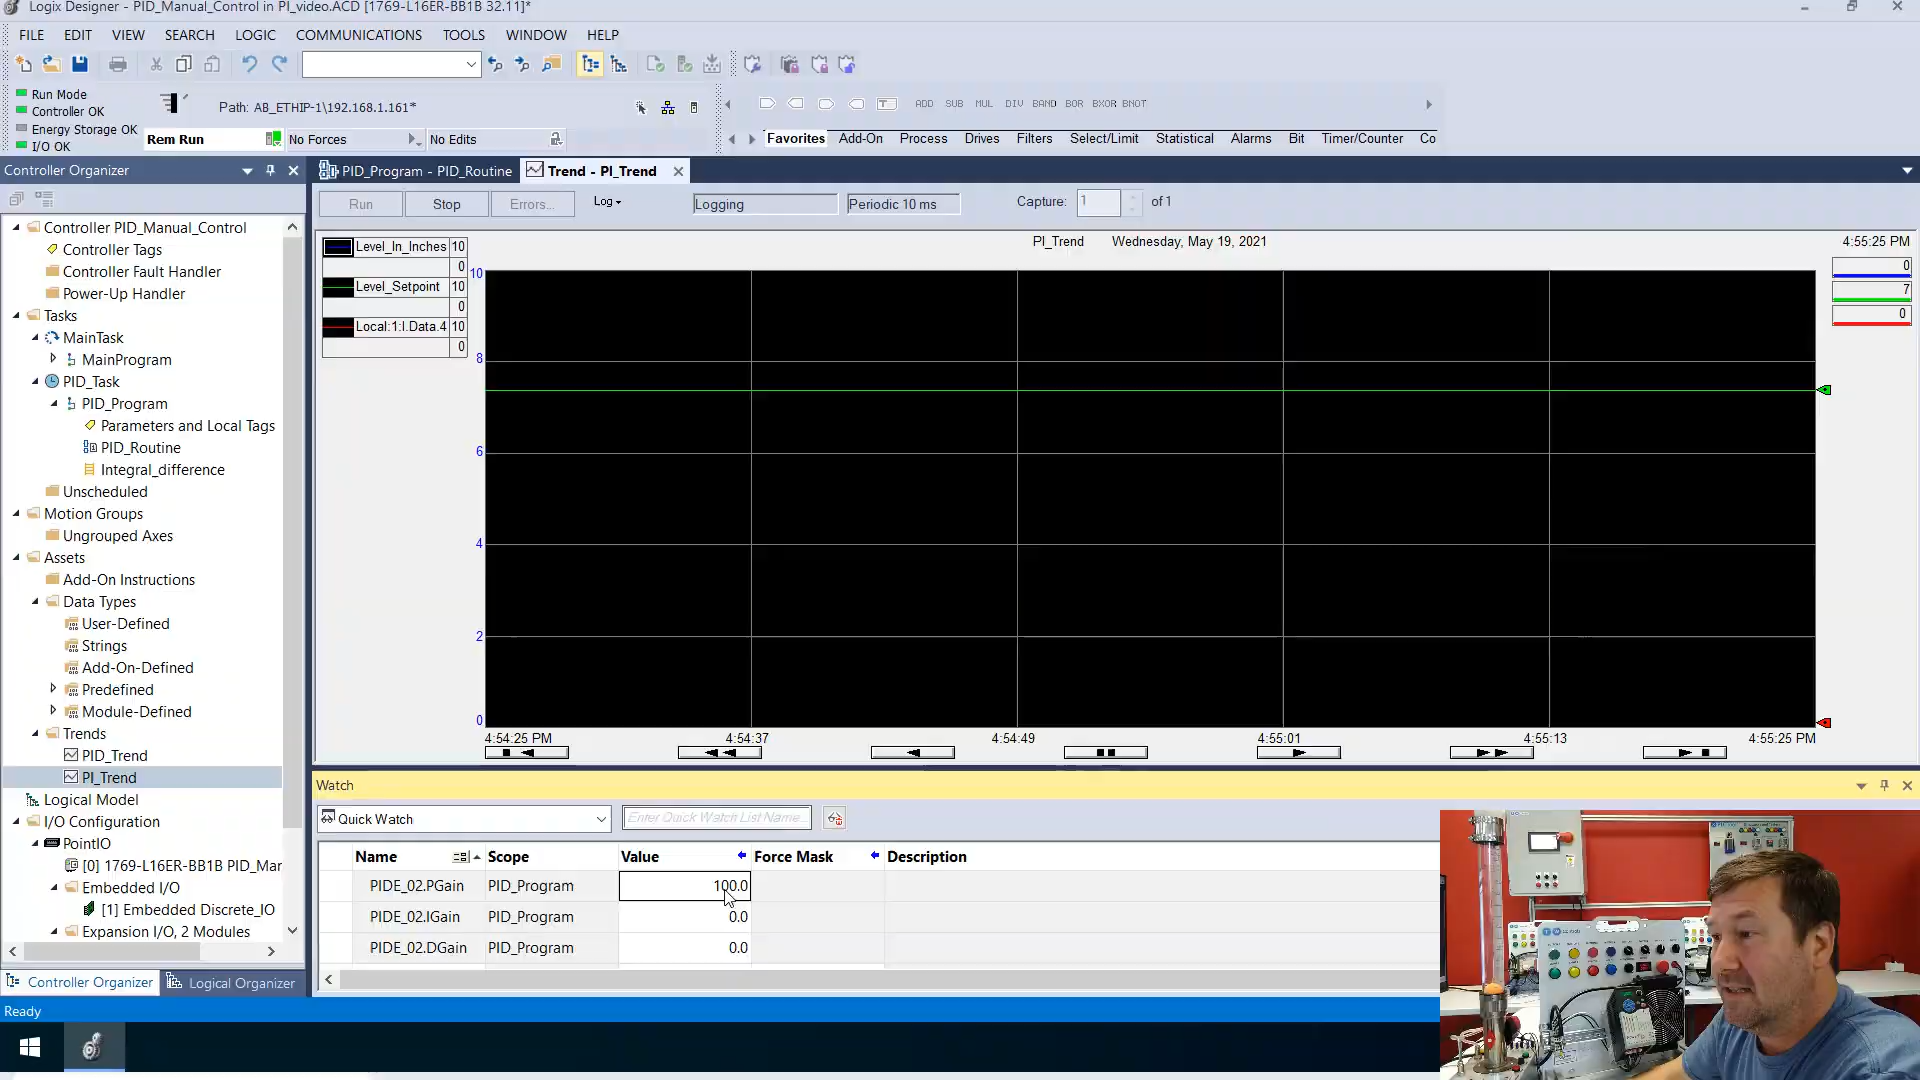 Logix Designer - PID_Manual_Control in PI_video.ACD [1769-L16ER-BB1B 32.11]*
FILE EDIT VIEW SEARCH LOGIC COMMUNICATIONS TOOLS WINDOW HELP
Run Mode
Controller OK
Energy Storage OK
I/O OK
Path: AB_ETHIP-1\192.168.1.161*
Rem Run No Forces No Edits
ADD SUB MUL DIV BAND BOR BXOR BNOT
Favorites Add-On Process Drives Filters Select/Limit Statistical Alarms Bit Timer/Counter Co
Controller Organizer
Controller PID_Manual_Control
Controller Tags
Controller Fault Handler
Power-Up Handler
Tasks
MainTask
MainProgram
PID_Task
PID_Program
Parameters and Local Tags
PID_Routine
Integral_difference
Unscheduled
Motion Groups
Ungrouped Axes
Assets
Add-On Instructions
Data Types
User-Defined
Strings
Add-On-Defined
Predefined
Module-Defined
Trends
PID_Trend
PI_Trend
Logical Model
I/O Configuration
PointIO
[0] 1769-L16ER-BB1B PID_Mar
Embedded I/O
[1] Embedded Discrete_IO
Expansion I/O, 2 Modules
Controller Organizer Logical Organizer
PID_Program - PID_Routine Trend - PI_Trend
Run Stop Errors... Log Logging Periodic 10 ms Capture: 1 of 1
PI_Trend Wednesday, May 19, 2021 4:55:25 PM
Level_In_Inches 10
0
Level_Setpoint 10
0
Local:1:I.Data.4 10
0
0
7
0
10
8
6
4
2
0
4:54:25 PM 4:54:37 4:54:49 4:55:01 4:55:13 4:55:25 PM
Watch
Quick Watch Enter Quick Watch List Name...
Name Scope Value Force Mask Description
PIDE_02.PGain PID_Program 100.0
PIDE_02.IGain PID_Program 0.0
PIDE_02.DGain PID_Program 0.0
Ready